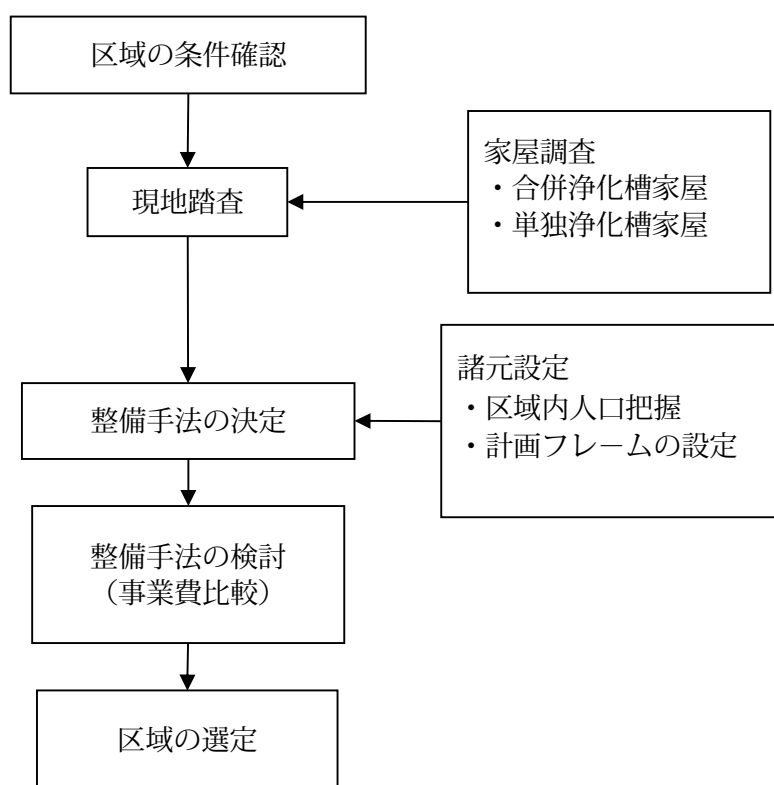 区域の条件確認
家屋調査
・合併浄化槽家屋
・単独浄化槽家屋
現地踏査
諸元設定
・区域内人口把握
・計画フレームの設定
整備手法の決定
整備手法の検討
（事業費比較）
区域の選定